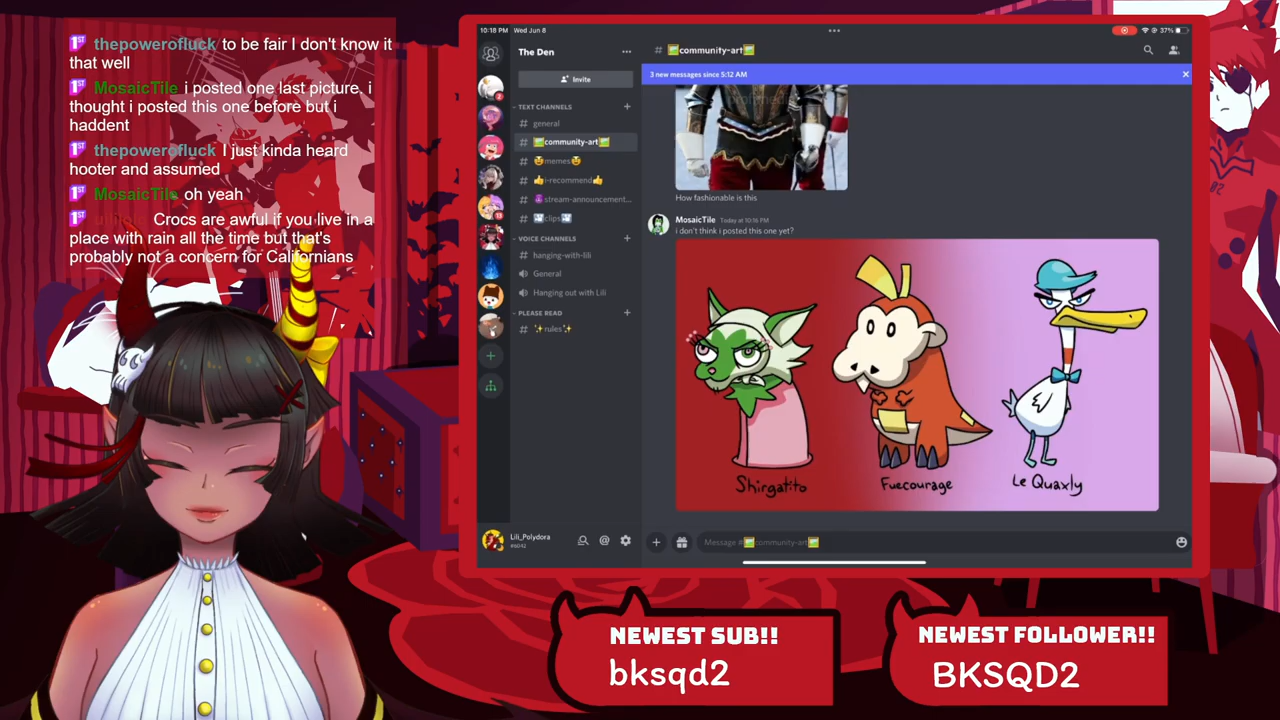 thepowerofluck to be fair I don't know it
that well
MosaicTile i posted one last picture, i
thought i posted this one before but i
haddent
thepowerofluck I just kinda heard
hooter and assumed
MosaicTile oh yeah
Crocs are awful if you live in a
place with rain all the time but that's
probably not a concern for Californians
10:18 PM Wed Jun 8
37%
The Den
Invite
TEXT CHANNELS
general
community-art
memes
i-recommend
stream-announcement...
clips
VOICE CHANNELS
hanging-with-lili
General
Hanging out with Lili
PLEASE READ
rules
Lili_Polydora
community-art
3 new messages since 5:12 AM
How fashionable is this
MosaicTile Today at 10:16 PM
i don't think i posted this one yet?
Shirgatito
Fuecourage
Le Quaxly
Message #community-art
NEWEST SUB!!
bksqd2
NEWEST FOLLOWER!!
BKSQD2